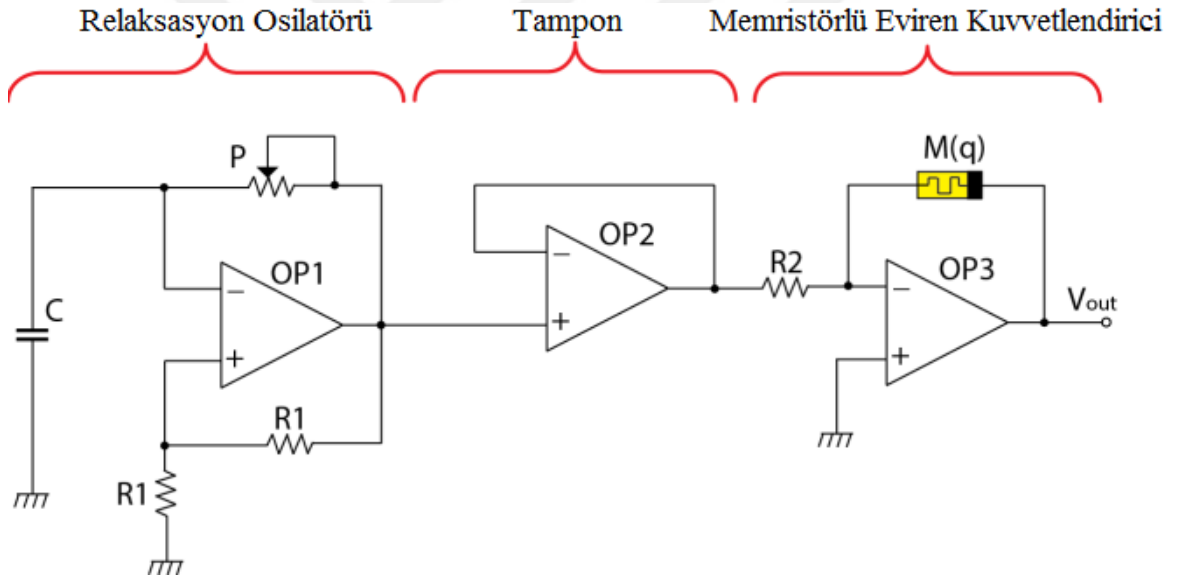 Relaksasyon Osilatörü
Tampon
Memristörlü Eviren Kuvvetlendirici
P
M(q)
OP1
OP2
R2
OP3
Vout
C
−
+
−
+
−
+
R1
R1